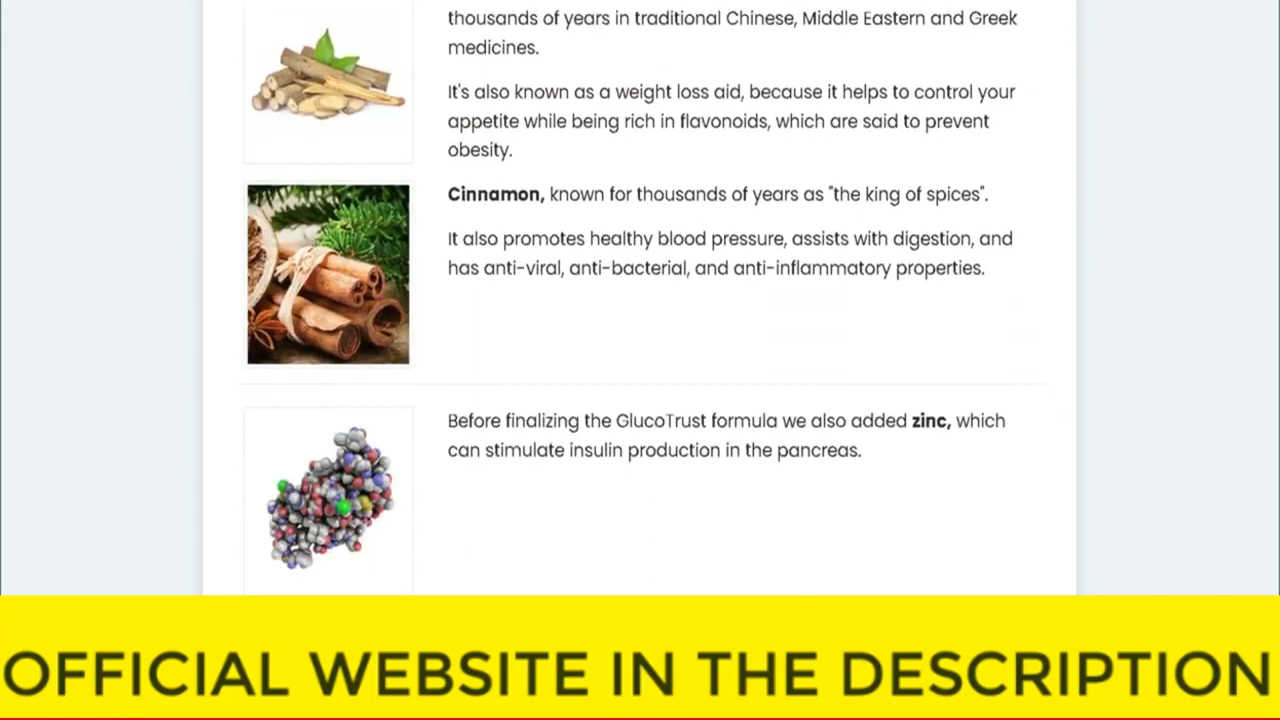 thousands of years in traditional Chinese, Middle Eastern and Greek
medicines.
It's also known as a weight loss aid, because it helps to control your
appetite while being rich in flavonoids, which are said to prevent
obesity.
Cinnamon, known for thousands of years as "the king of spices".
It also promotes healthy blood pressure, assists with digestion, and
has anti-viral, anti-bacterial, and anti-inflammatory properties.
Before finalizing the GlucoTrust formula we also added zinc, which
can stimulate insulin production in the pancreas.
OFFICIAL WEBSITE IN THE DESCRIPTION